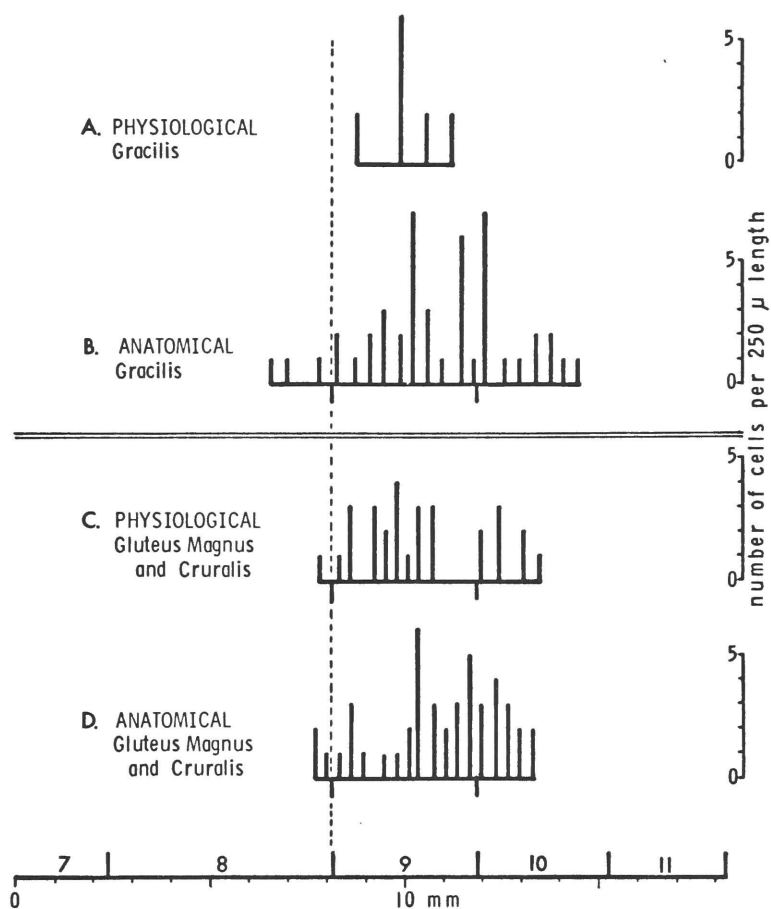 5
A. PHYSIOLOGICAL
Gracilis
0
5
B. ANATOMICAL
Gracilis
0
number of cells per 250 µ length
5
C. PHYSIOLOGICAL
Gluteus Magnus
and Cruralis
0
5
D. ANATOMICAL
Gluteus Magnus
and Cruralis
0
7 8 9 10 11
0 10 mm